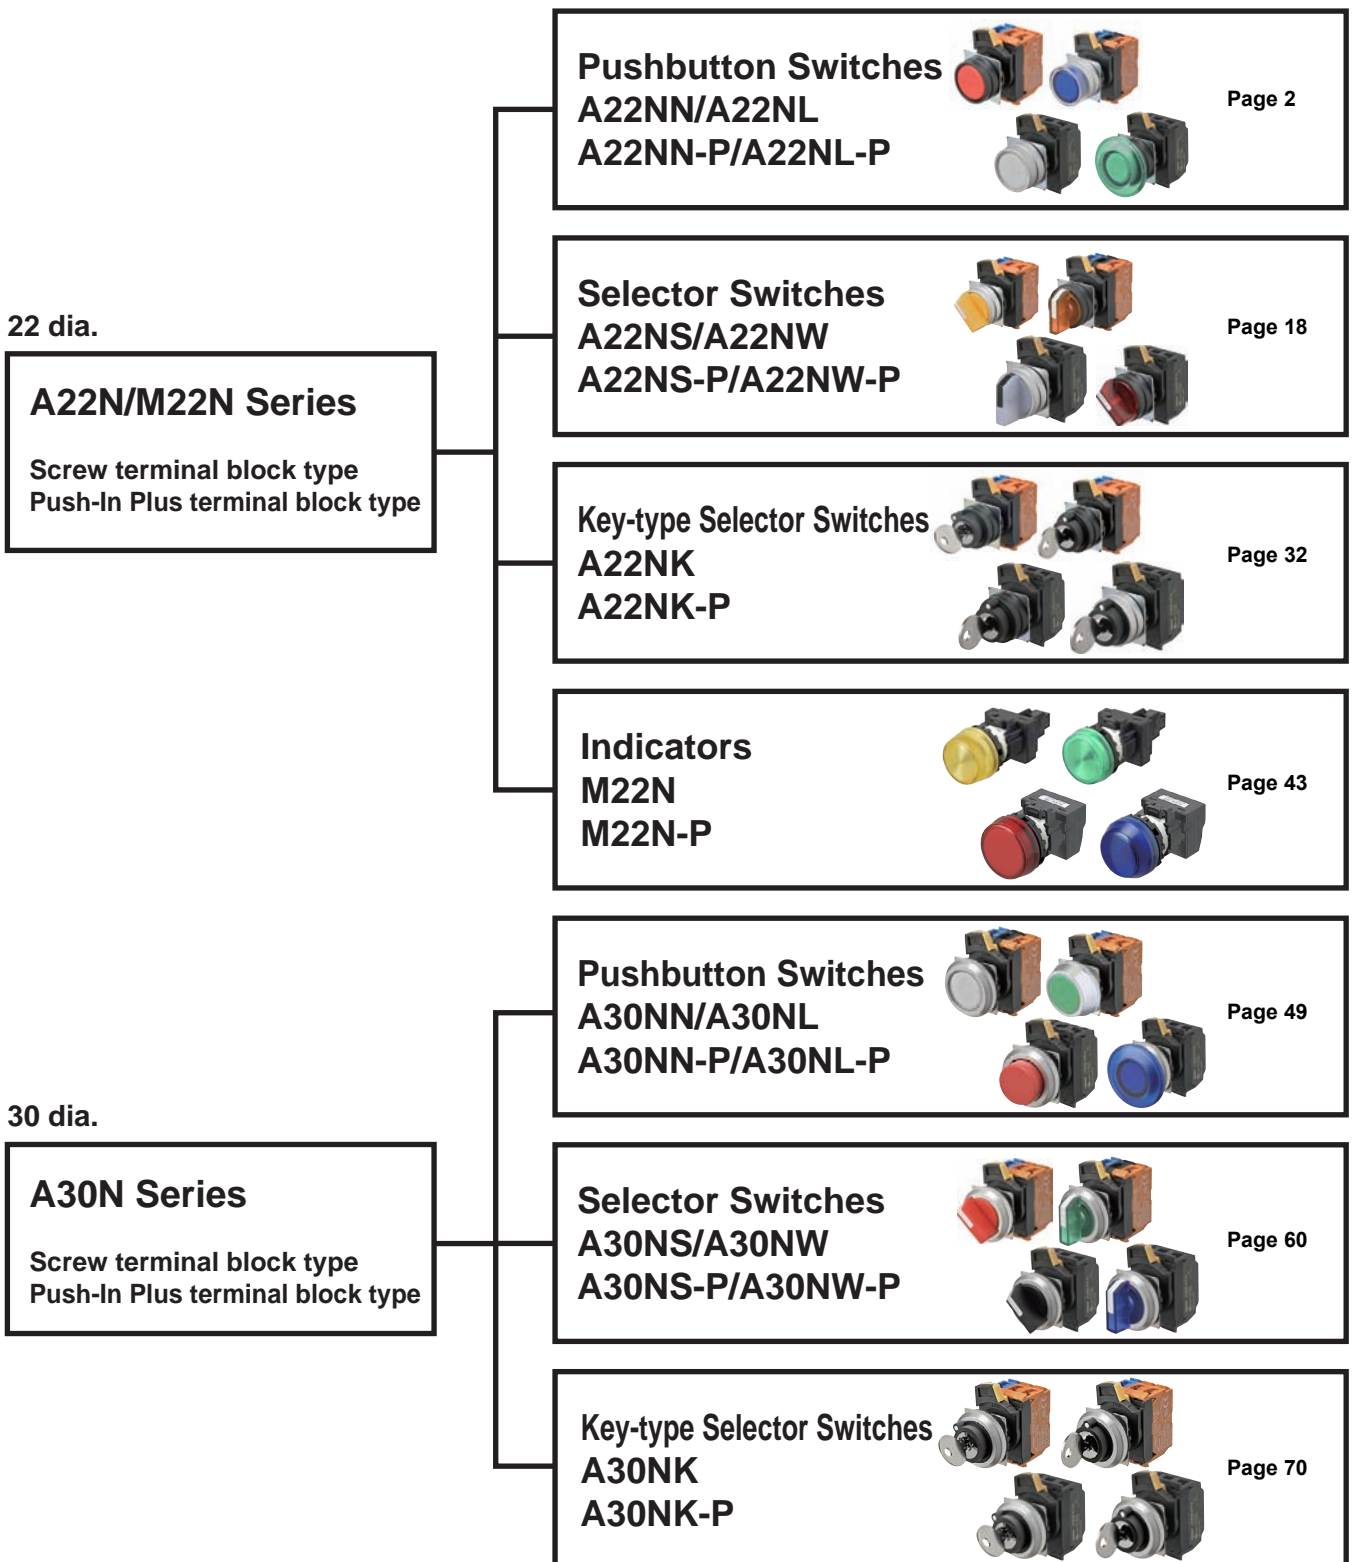 22 dia.
A22N/M22N Series
Screw terminal block type
Push-In Plus terminal block type
Pushbutton Switches
A22NN/A22NL
A22NN-P/A22NL-P
Page 2
Selector Switches
A22NS/A22NW
A22NS-P/A22NW-P
Page 18
Key-type Selector Switches
A22NK
A22NK-P
Page 32
Indicators
M22N
M22N-P
Page 43
30 dia.
A30N Series
Screw terminal block type
Push-In Plus terminal block type
Pushbutton Switches
A30NN/A30NL
A30NN-P/A30NL-P
Page 49
Selector Switches
A30NS/A30NW
A30NS-P/A30NW-P
Page 60
Key-type Selector Switches
A30NK
A30NK-P
Page 70